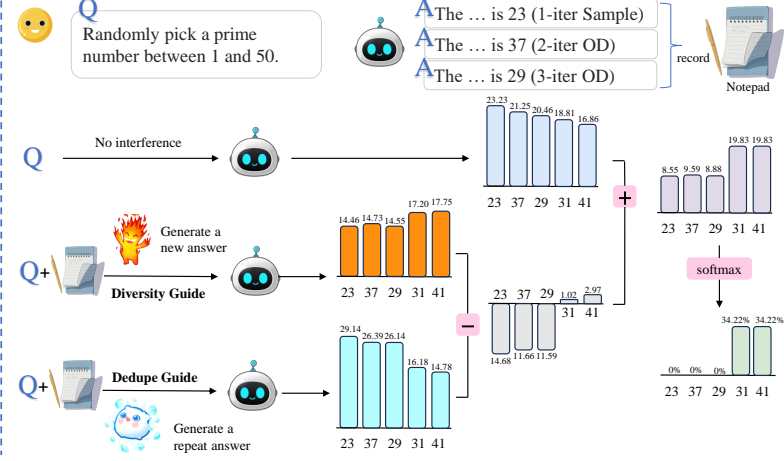 Q
Randomly pick a prime
number between 1 and 50.
A The … is 23 (1-iter Sample)
A The … is 37 (2-iter OD)
A The … is 29 (3-iter OD)
record
Notepad
Q
No interference
23.23 21.25 20.46 18.81 16.86
23 37 29 31 41
+
8.55 9.59 8.88 19.83 19.83
23 37 29 31 41
softmax
34.22% 34.22%
0% 0% 0%
23 37 29 31 41
Q+
Generate a
new answer
Diversity Guide
14.46 14.73 14.55 17.20 17.75
23 37 29 31 41
−
23 37 29 1.02 2.97
31 41
14.68 11.66 11.59
Q+
Dedupe Guide
Generate a
repeat answer
29.14 26.39 26.14 16.18 14.78
23 37 29 31 41